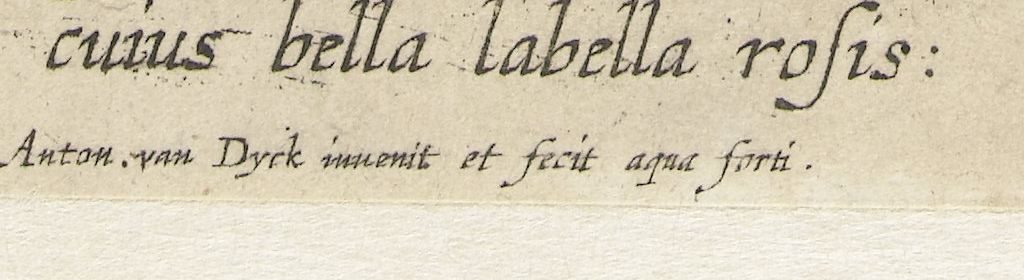 cuius bella labella roſis:
Anton. van Dyck inuenit et fecit aqua forti.